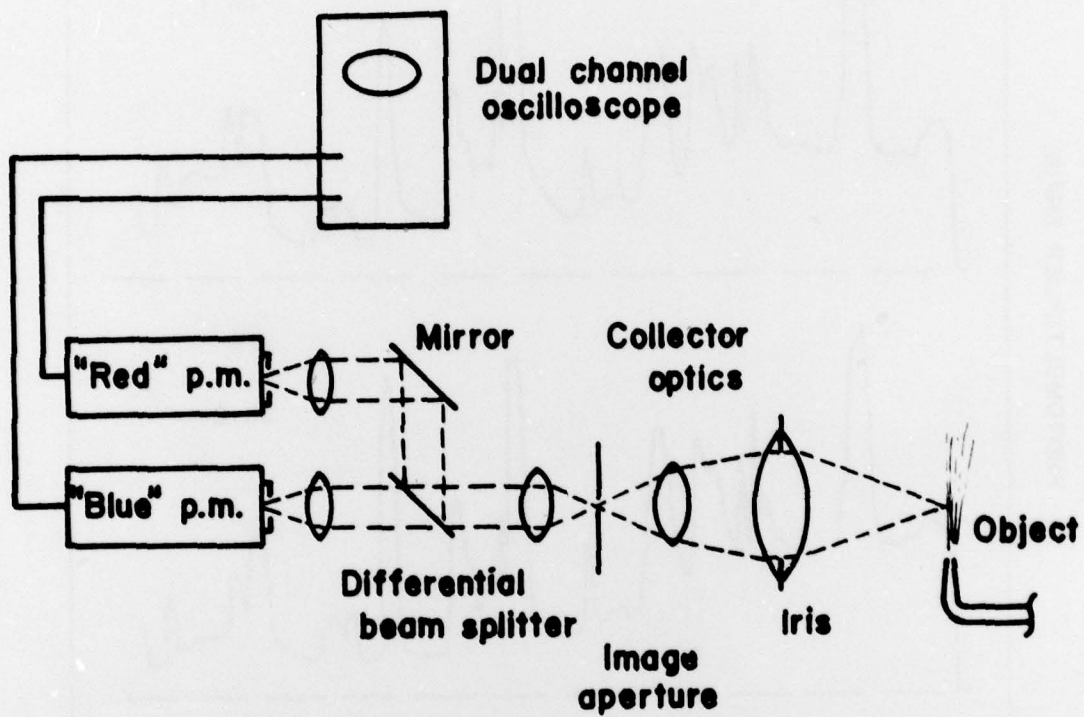 Dual channel
oscilloscope
"Red" p.m.
Mirror
Collector
optics
"Blue" p.m.
Object
Differential
beam splitter
Iris
Image
aperture